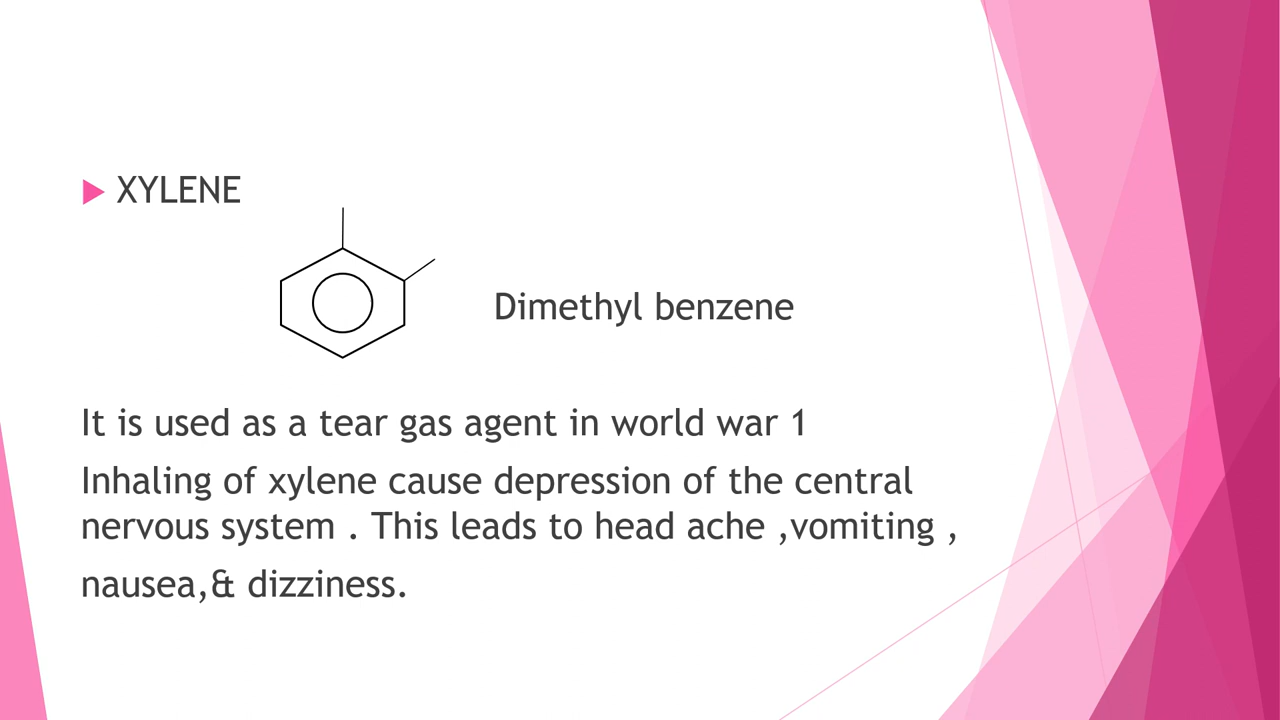 XYLENE
Dimethyl benzene
It is used as a tear gas agent in world war 1
Inhaling of xylene cause depression of the central
nervous system . This leads to head ache ,vomiting ,
nausea,& dizziness.